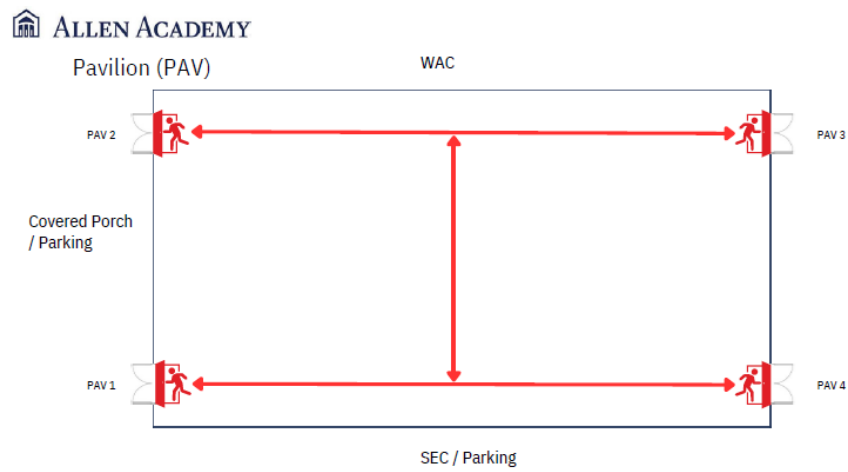 ALLEN ACADEMY
Pavilion (PAV)
WAC
PAV 2
PAV 3
Covered Porch
/ Parking
PAV 1
PAV 4
SEC / Parking